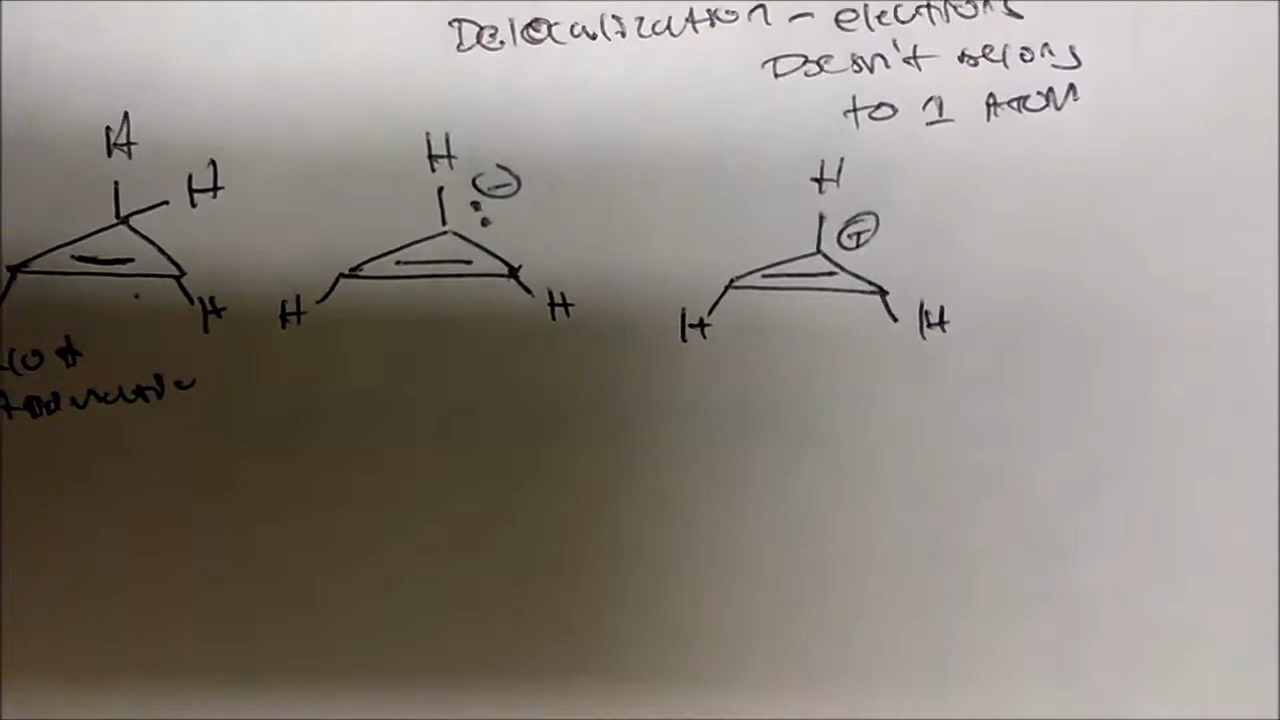 Delocalization - electrons
Doesn't belong
to 1 Atom
H
H
H
H
H
H
H
H
H
⊖
⊕